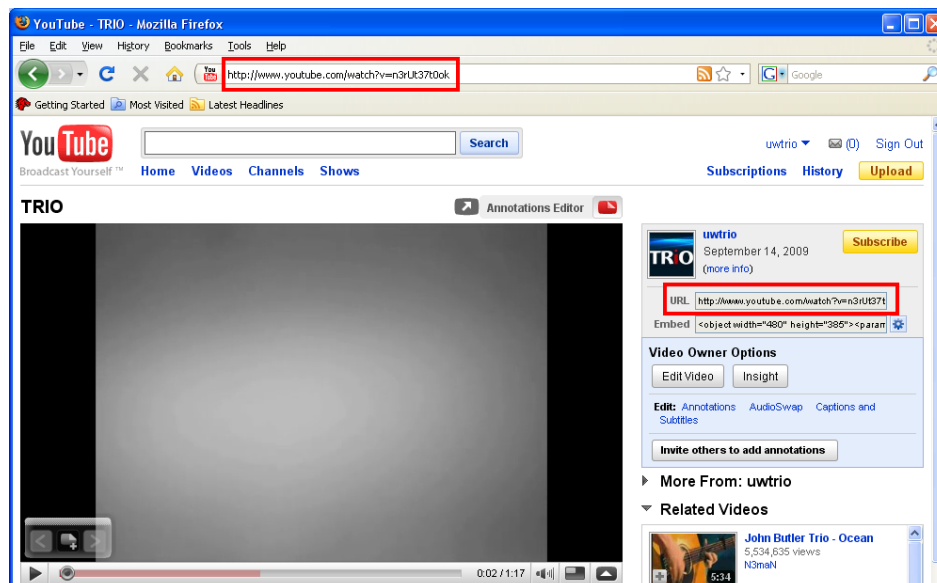 YouTube - TRIO - Mozilla Firefox
File Edit View History Bookmarks Tools Help
You Tube http://www.youtube.com/watch?v=n3rUt37t0ok G Google
Getting Started Most Visited Latest Headlines
You Tube Search uwtrio (0) Sign Out
Broadcast Yourself ™ Home Videos Channels Shows Subscriptions History Upload
TRIO Annotations Editor
TRiO
uwtrio
September 14, 2009
(more info)
Subscribe
URL http://www.youtube.com/watch?v=n3rUt37t
Embed <object width="480" height="385"><param
Video Owner Options
Edit Video Insight
Edit: Annotations AudioSwap Captions and
Subtitles
Invite others to add annotations
More From: uwtrio
Related Videos
John Butler Trio - Ocean
5,534,635 views
N3maN
5:34
0:02 / 1:17